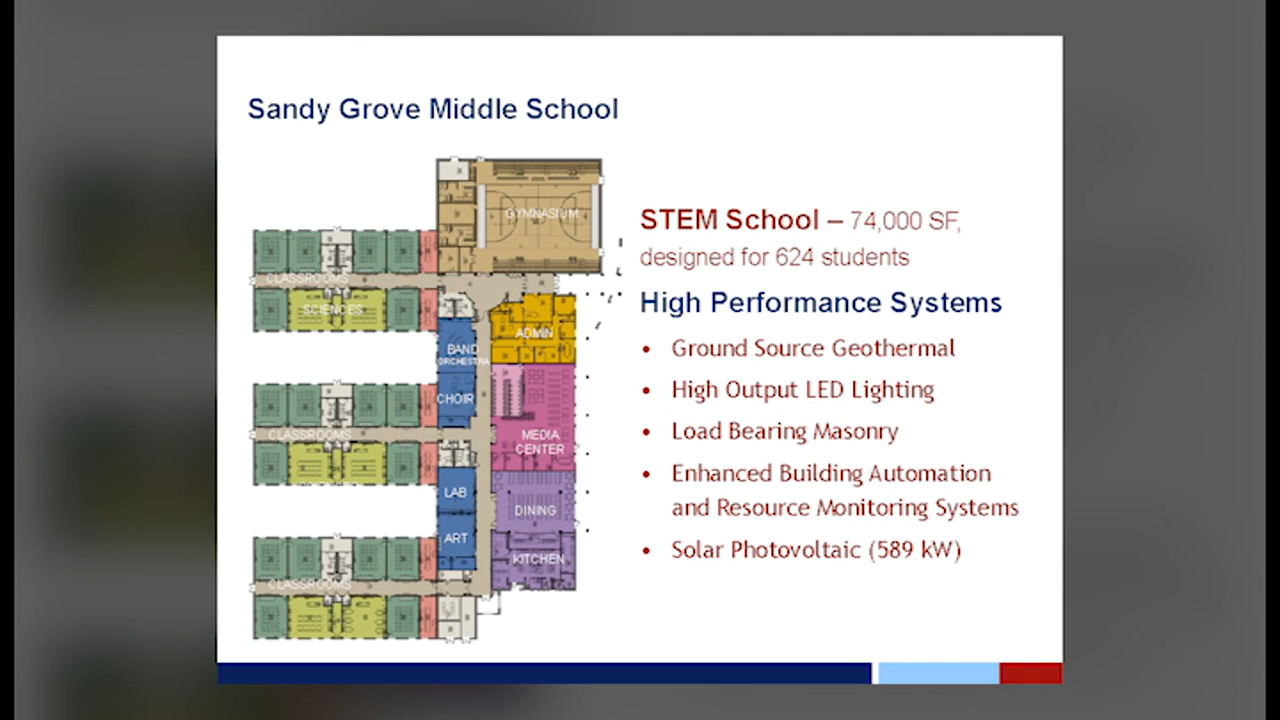 Sandy Grove Middle School
GYMNASIUM
CLASSROOMS
SCIENCES
ADMIN
BAND
ORCHESTRA
CHOIR
CLASSROOMS
MEDIA
CENTER
LAB
DINING
ART
KITCHEN
CLASSROOMS
STEM School – 74,000 SF,
designed for 624 students
High Performance Systems
• Ground Source Geothermal
• High Output LED Lighting
• Load Bearing Masonry
• Enhanced Building Automation
and Resource Monitoring Systems
• Solar Photovoltaic (589 kW)